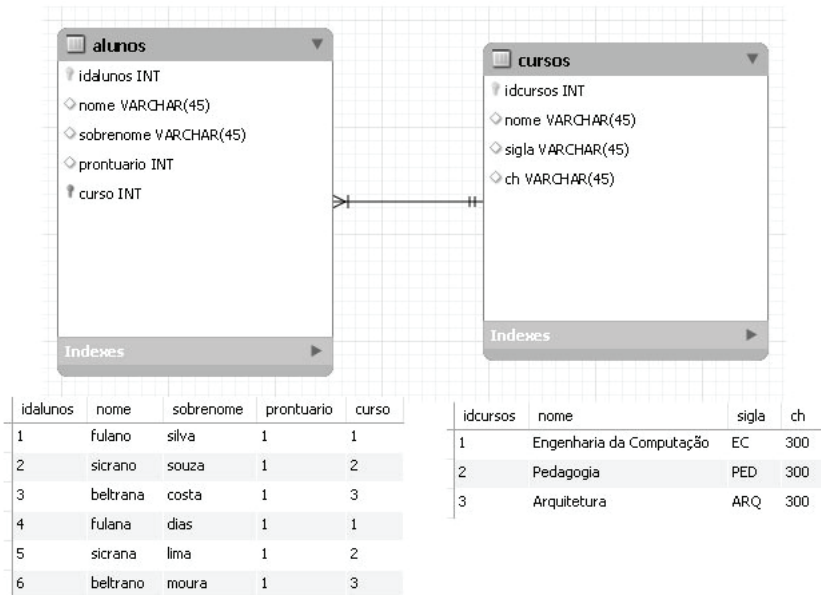 alunos
idalunos INT
nome VARCHAR(45)
sobrenome VARCHAR(45)
prontuario INT
curso INT
Indexes
cursos
idcursos INT
nome VARCHAR(45)
sigla VARCHAR(45)
ch VARCHAR(45)
Indexes
idalunos nome sobrenome prontuario curso
1 fulano silva 1 1
2 sicrano souza 1 2
3 beltrana costa 1 3
4 fulana dias 1 1
5 sicrana lima 1 2
6 beltrano moura 1 3
idcursos nome sigla ch
1 Engenharia da Computação EC 300
2 Pedagogia PED 300
3 Arquitetura ARQ 300